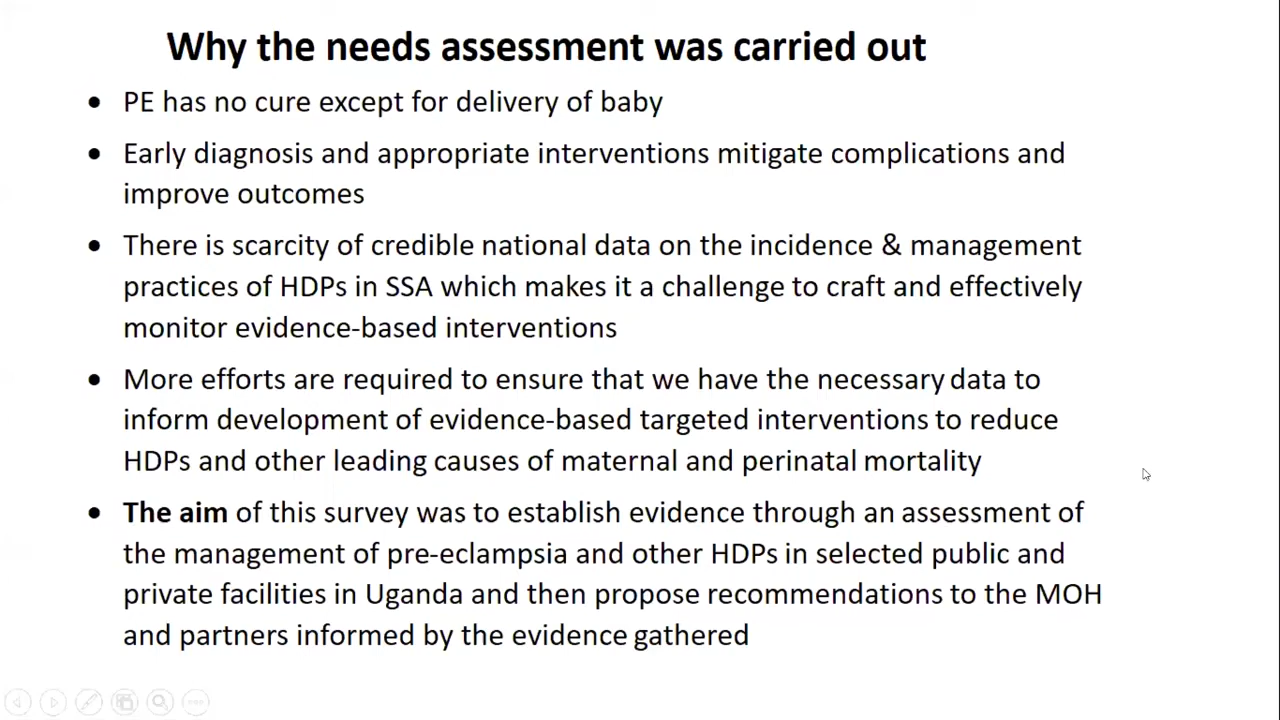 Why the needs assessment was carried out
• PE has no cure except for delivery of baby
• Early diagnosis and appropriate interventions mitigate complications and
improve outcomes
• There is scarcity of credible national data on the incidence & management
practices of HDPs in SSA which makes it a challenge to craft and effectively
monitor evidence-based interventions
• More efforts are required to ensure that we have the necessary data to
inform development of evidence-based targeted interventions to reduce
HDPs and other leading causes of maternal and perinatal mortality
• The aim of this survey was to establish evidence through an assessment of
the management of pre-eclampsia and other HDPs in selected public and
private facilities in Uganda and then propose recommendations to the MOH
and partners informed by the evidence gathered